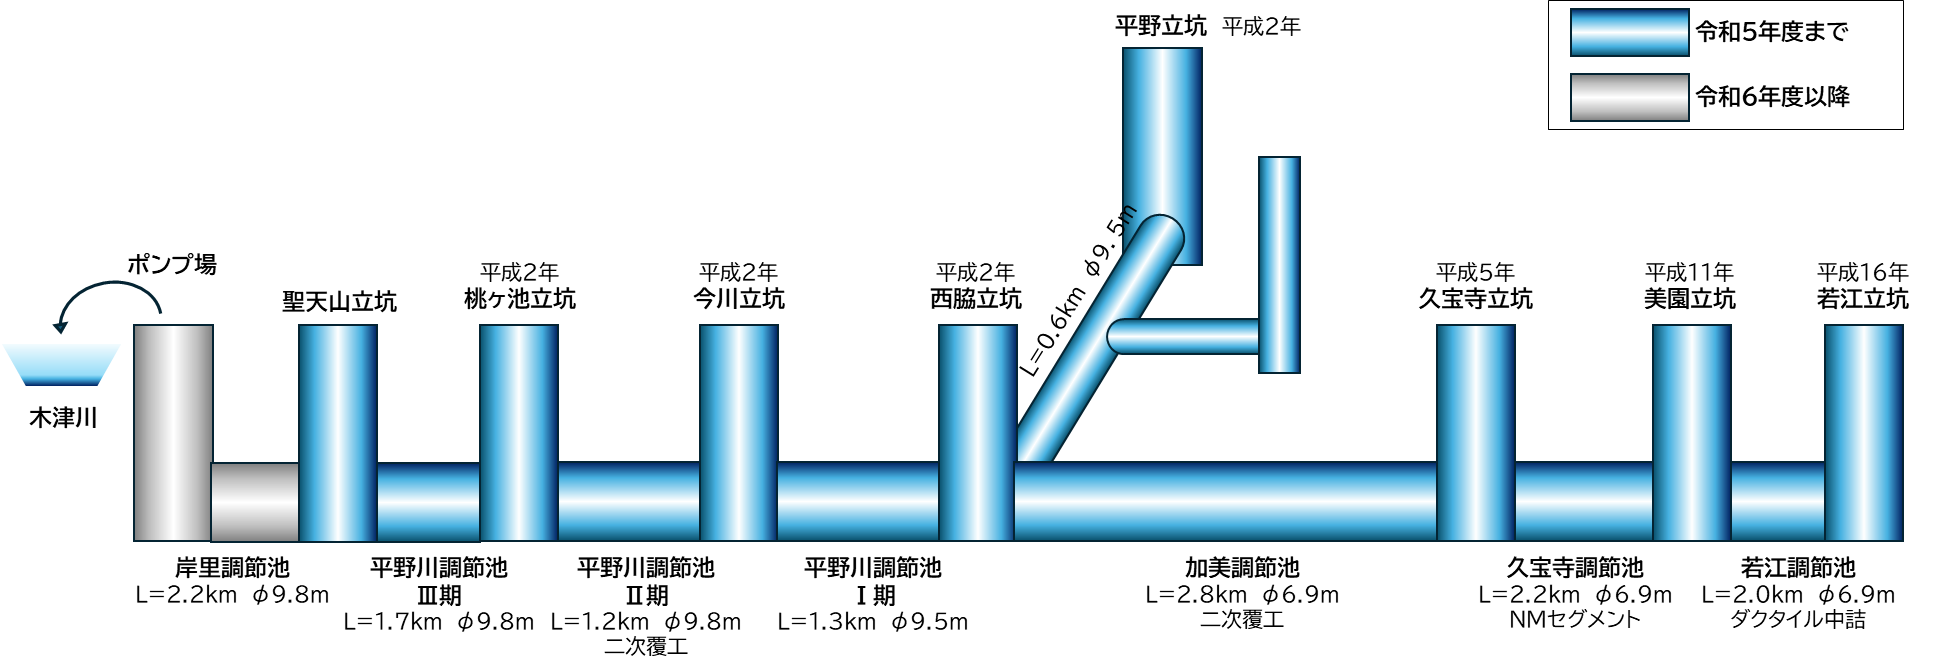 平野立坑 平成2年
令和5年度まで
令和6年度以降
L=0.6km φ9.5m
ポンプ場
木津川
聖天山立坑
平成2年
桃ヶ池立坑
平成2年
今川立坑
平成2年
西脇立坑
平成5年
久宝寺立坑
平成11年
美園立坑
平成16年
若江立坑
岸里調節池
L=2.2km φ9.8m
平野川調節池
Ⅲ期
L=1.7km φ9.8m
平野川調節池
Ⅱ期
L=1.2km φ9.8m
二次覆工
平野川調節池
Ⅰ期
L=1.3km φ9.5m
加美調節池
L=2.8km φ6.9m
二次覆工
久宝寺調節池
L=2.2km φ6.9m
NMセグメント
若江調節池
L=2.0km φ6.9m
ダクタイル中詰